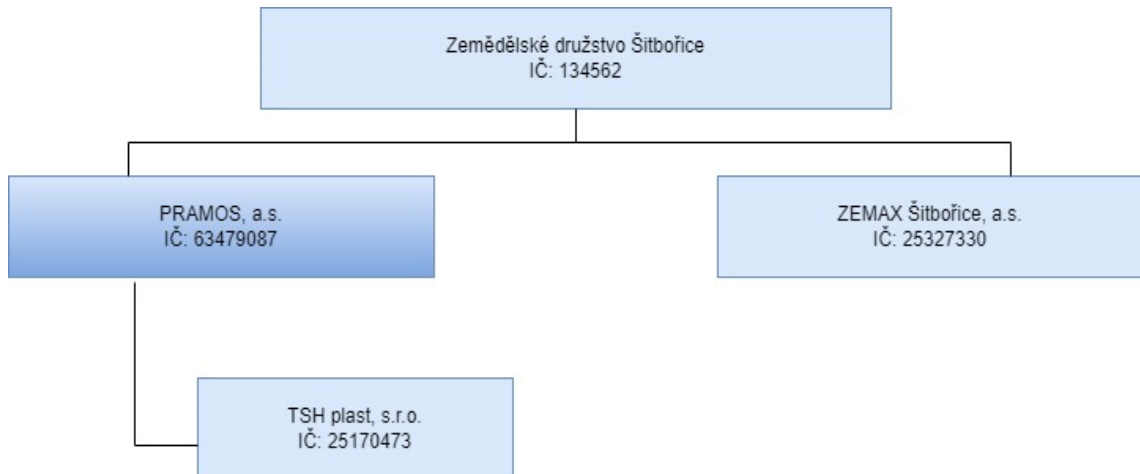 Zemědělské družstvo Šitbořice
IČ: 134562
PRAMOS, a.s.
IČ: 63479087
ZEMAX Šitbořice, a.s.
IČ: 25327330
TSH plast, s.r.o.
IČ: 25170473